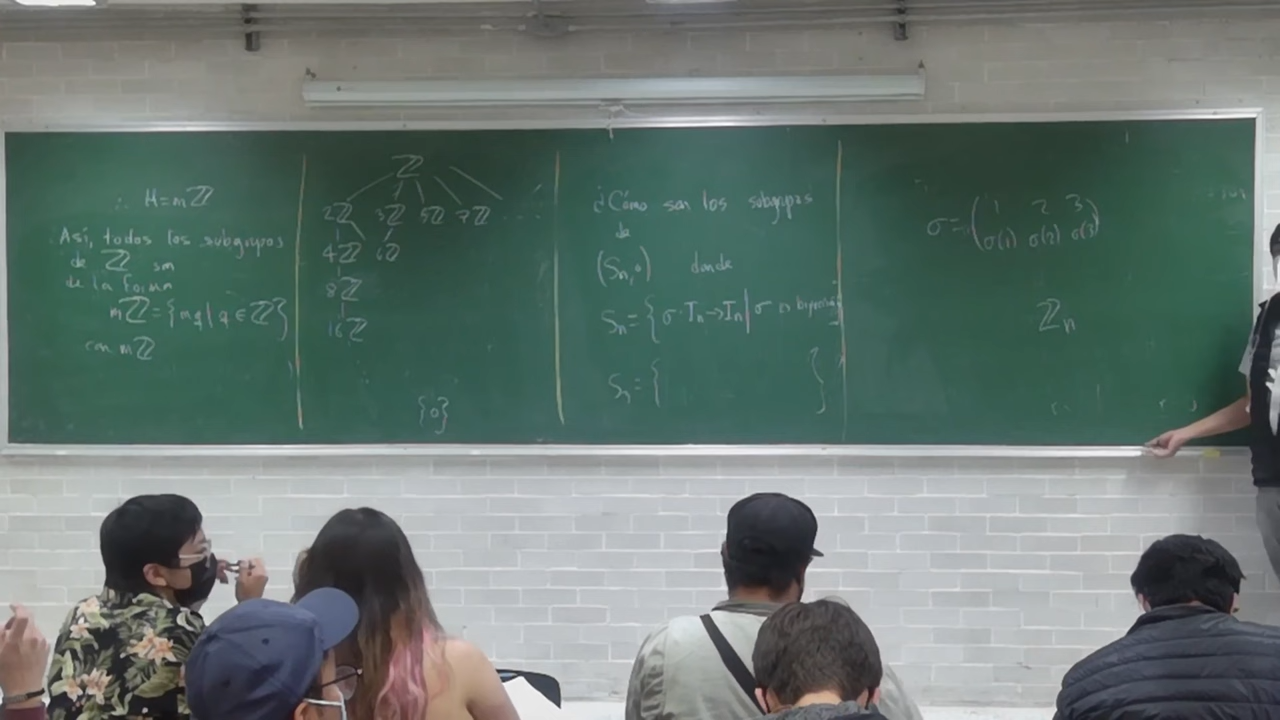 ∴ H = mℤ
Así, todos los subgrupos
de ℤ son
de la forma
mℤ = {mq | q ∈ ℤ}
con mℤ
ℤ
2ℤ 3ℤ 5ℤ 7ℤ ...
4ℤ 6ℤ
8ℤ
16ℤ
{0}
¿Cómo son los subgrupos
de
(Sₙ, ∘) donde
Sₙ = {σ: Iₙ → Iₙ | σ es
S = { }
σ = ( 1 2 3
σ(1) σ(2) σ(3) )
ℤₙ